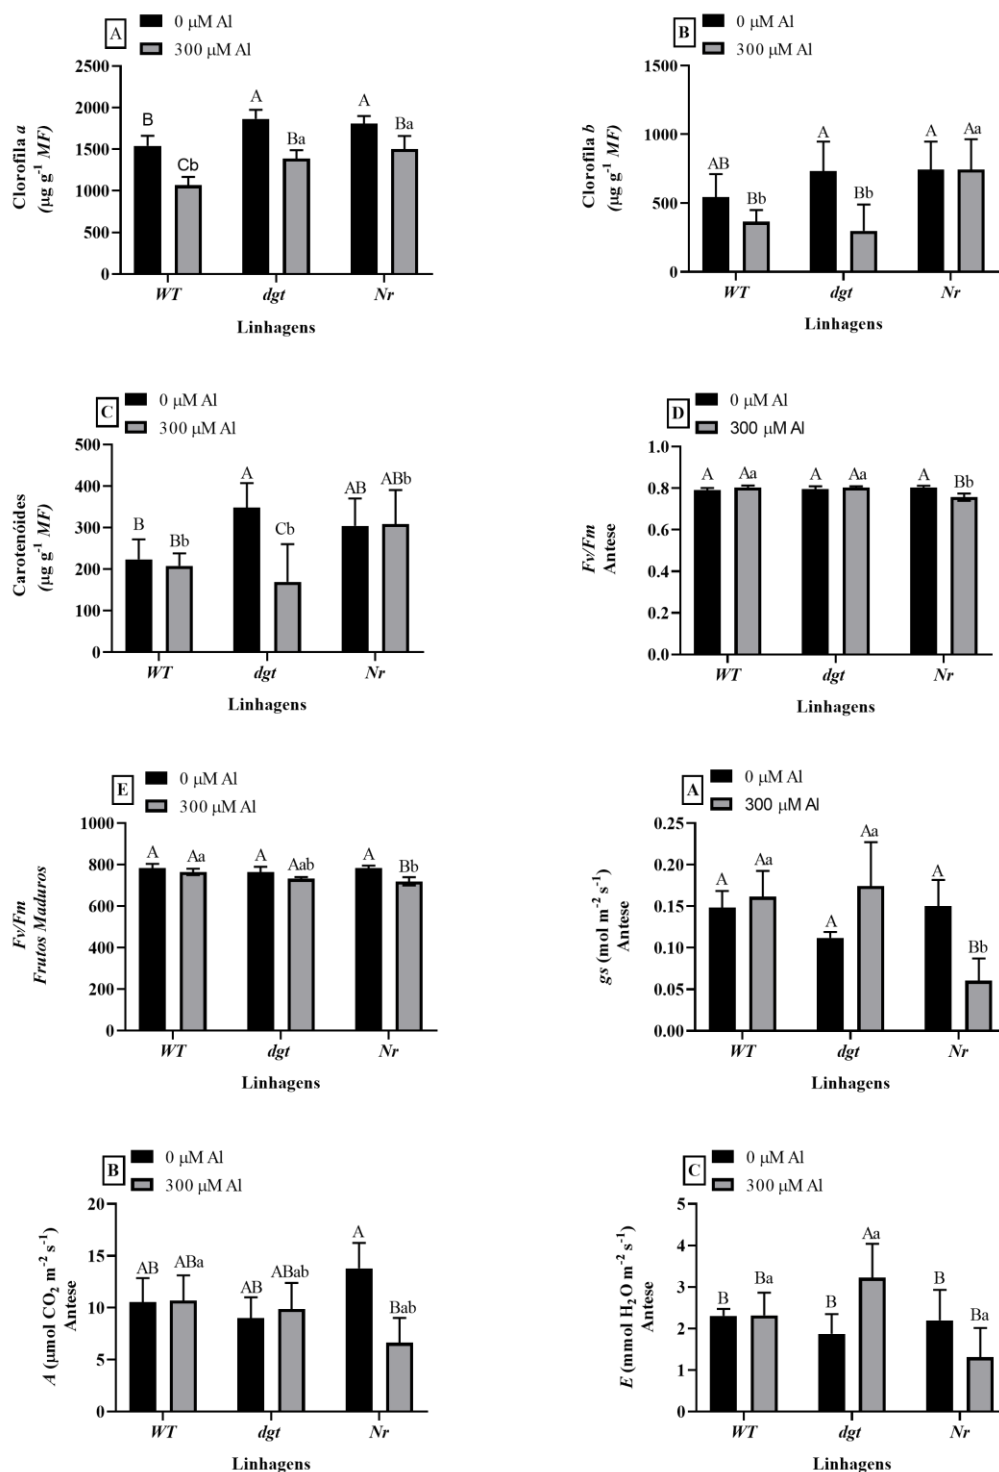 A
0 μM Al
300 μM Al
Clorofila a
(μg g⁻¹ MF)
2500
2000
1500
1000
500
0
B
Cb
A
Ba
A
Ba
WT
dgt
Nr
Linhagens
B
0 μM Al
300 μM Al
Clorofila b
(μg g⁻¹ MF)
1500
1000
500
0
AB
Bb
A
Bb
A
Aa
WT
dgt
Nr
Linhagens
C
0 μM Al
300 μM Al
Carotenóides
(μg g⁻¹ MF)
500
400
300
200
100
0
B
Bb
A
Cb
AB
ABb
WT
dgt
Nr
Linhagens
D
0 μM Al
300 μM Al
Fv/Fm
Antese
1.0
0.8
0.6
0.4
0.2
0.0
A
Aa
A
Aa
A
Bb
WT
dgt
Nr
Linhagens
E
0 μM Al
300 μM Al
Fv/Fm
Frutos Maduros
1000
800
600
400
200
0
A
Aa
A
Aab
A
Bb
WT
dgt
Nr
Linhagens
A
0 μM Al
300 μM Al
gs (mol m⁻² s⁻¹)
Antese
0.25
0.20
0.15
0.10
0.05
0.00
A
Aa
A
Aa
A
Bb
WT
dgt
Nr
Linhagens
B
0 μM Al
300 μM Al
A (μmol CO₂ m⁻² s⁻¹)
Antese
20
15
10
5
0
AB
ABa
AB
ABab
A
Bab
WT
dgt
Nr
Linhagens
C
0 μM Al
300 μM Al
E (mmol H₂O m⁻² s⁻¹)
Antese
5
4
3
2
1
0
B
Ba
B
Aa
B
Ba
WT
dgt
Nr
Linhagens